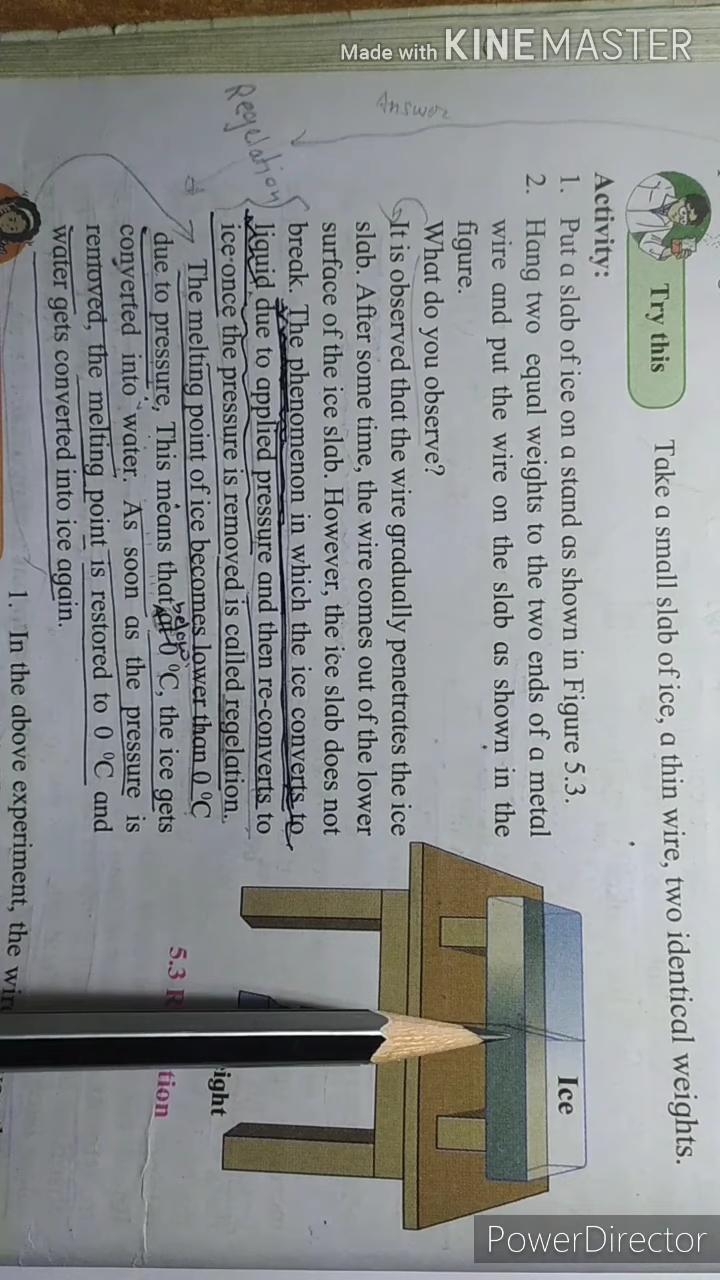 Made with KINEMASTER
Answer
Regelation
Try this
Take a small slab of ice, a thin wire, two identical weights.
Activity:
1. Put a slab of ice on a stand as shown in Figure 5.3.
2. Hang two equal weights to the two ends of a metal
wire and put the wire on the slab as shown in the
figure.
What do you observe?
It is observed that the wire gradually penetrates the ice
slab. After some time, the wire comes out of the lower
surface of the ice slab. However, the ice slab does not
break. The phenomenon in which the ice converts to
liquid due to applied pressure and then re-converts to
ice once the pressure is removed is called regelation.
The melting point of ice becomes lower than 0 °C
below
due to pressure, This means that at 0 °C, the ice gets
converted into water. As soon as the pressure is
removed, the melting point is restored to 0 °C and
water gets converted into ice again.
Ice
ight
5.3 R tion
1. In the above experiment, the
PowerDirector